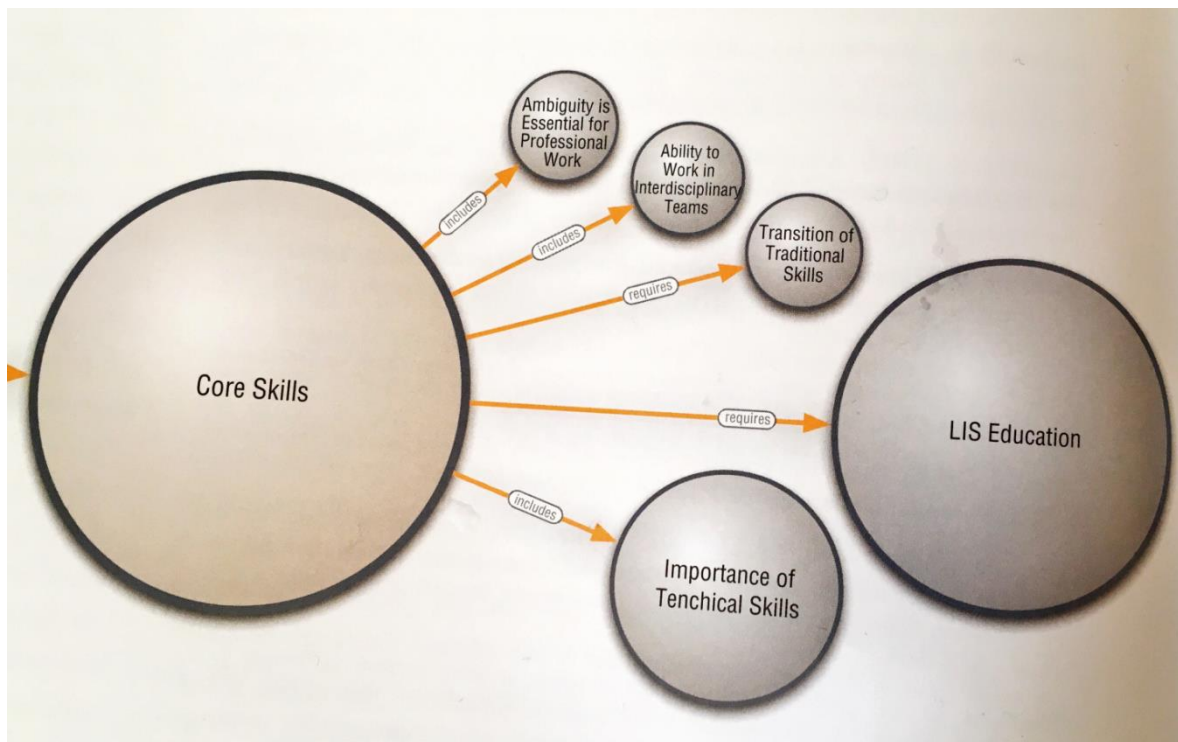 Ambiguity is
Essential for
Professional
Work
Ability to
Work in
Interdisciplinary
Teams
Transition of
Traditional
Skills
includes
includes
requires
Core Skills
requires
LIS Education
includes
Importance of
Tenchical Skills